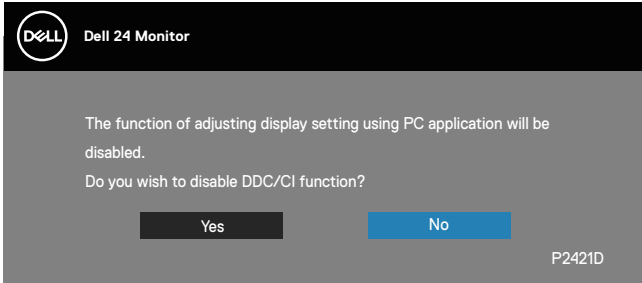 DELL
Dell 24 Monitor
The function of adjusting display setting using PC application will be
disabled.
Do you wish to disable DDC/CI function?
Yes
No
P2421D